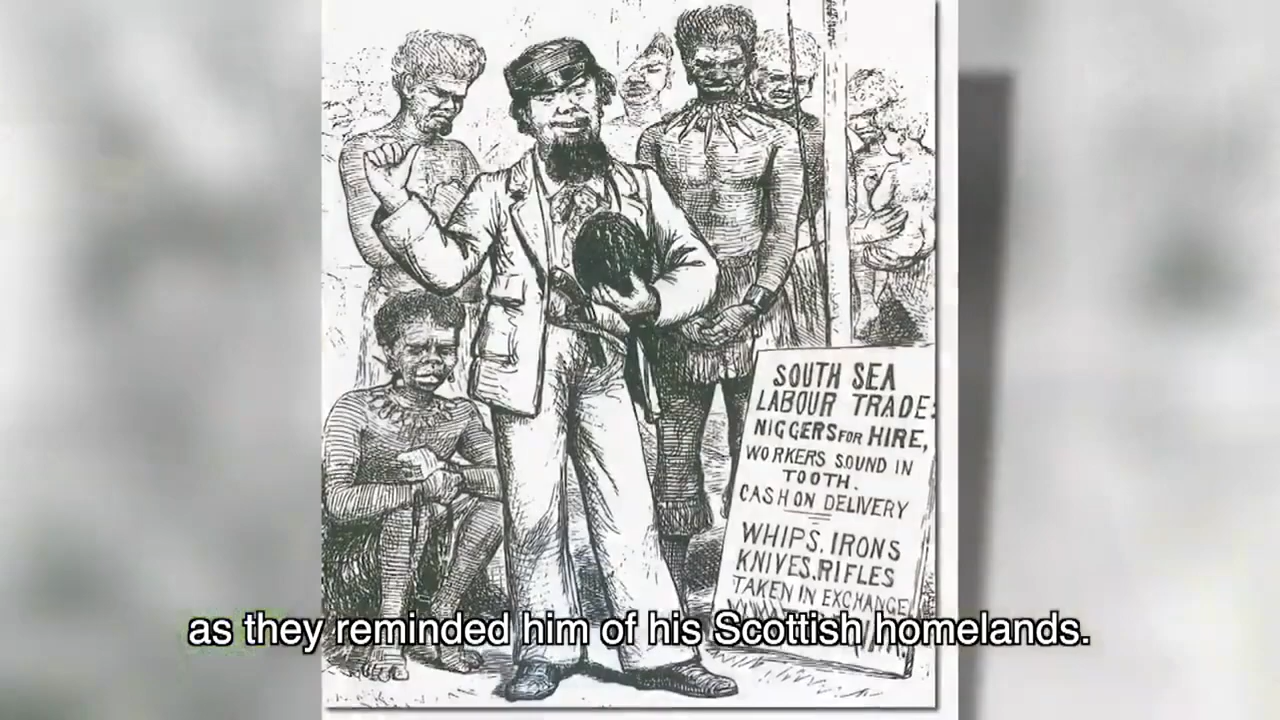 SOUTH SEA
LABOUR TRADE:
NIGGERS FOR HIRE,
WORKERS SOUND IN
TOOTH.
CASH ON DELIVERY
WHIPS, IRONS
KNIVES, RIFLES
TAKEN IN EXCHANGE
as they reminded him of his Scottish homelands.